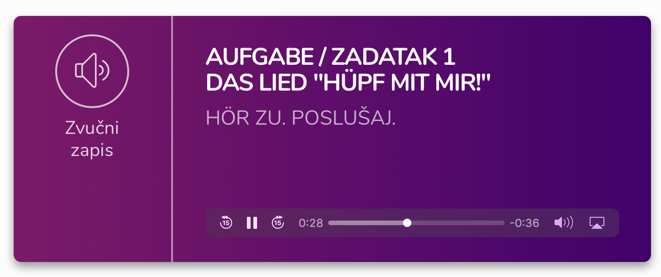 Zvučni
zapis
AUFGABE / ZADATAK 1
DAS LIED "HÜPF MIT MIR!"
HÖR ZU. POSLUŠAJ.
15
15
0:28
-0:36